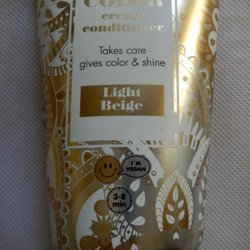 COLOR
cream
conditioner
Takes care
gives color & shine
Light
Beige
I'M
VEGAN
3-8
min